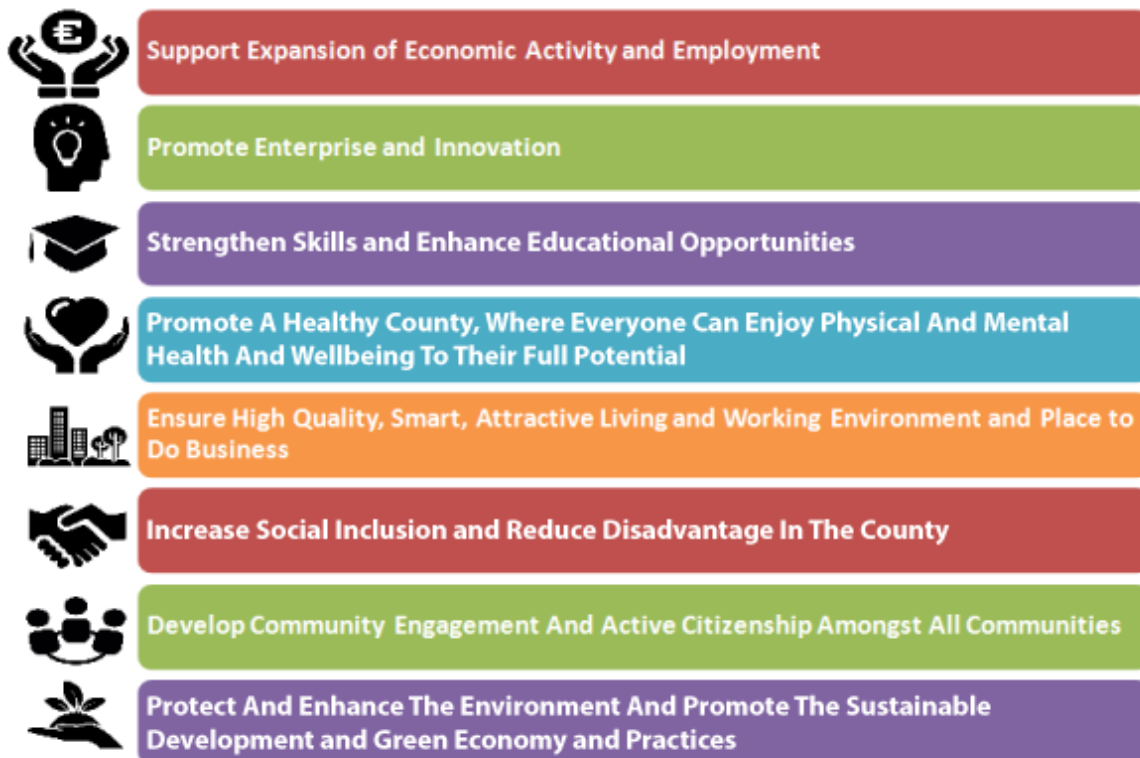 Support Expansion of Economic Activity and Employment
Promote Enterprise and Innovation
Strengthen Skills and Enhance Educational Opportunities
Promote A Healthy County, Where Everyone Can Enjoy Physical And Mental
Health And Wellbeing To Their Full Potential
Ensure High Quality, Smart, Attractive Living and Working Environment and Place to
Do Business
Increase Social Inclusion and Reduce Disadvantage In The County
Develop Community Engagement And Active Citizenship Amongst All Communities
Protect And Enhance The Environment And Promote The Sustainable
Development and Green Economy and Practices